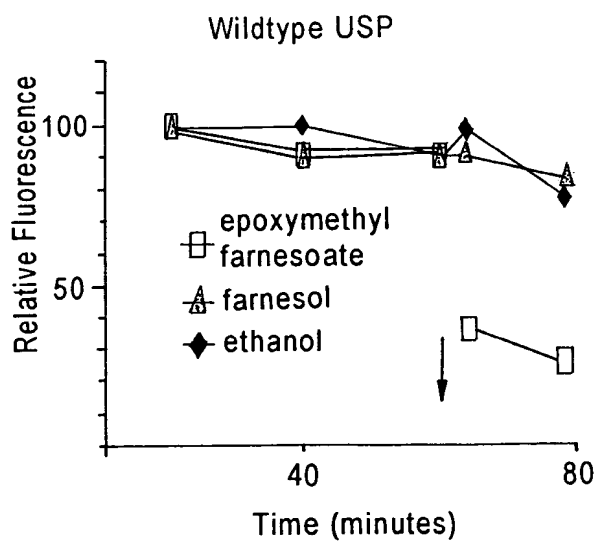 Wildtype USP
Relative Fluorescence
100
50
epoxymethyl
farnesoate
farnesol
ethanol
40
80
Time (minutes)